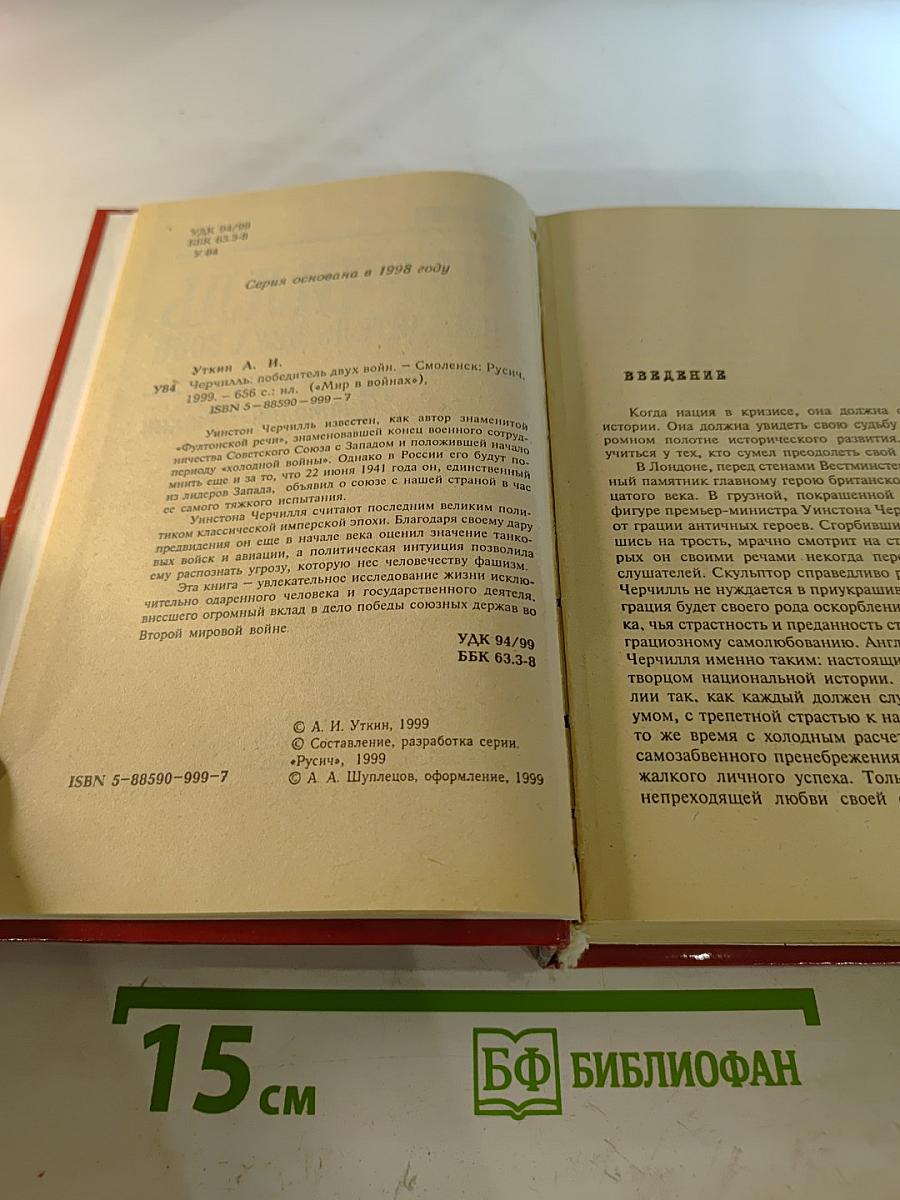 УДК 94/99
ББК 63.3-8
У 84
Серия основана в 1998 году
Уткин А. И.
У84 Черчилль: победитель двух войн. – Смоленск: Русич,
1999. – 656 с.: ил. («Мир в войнах»),
ISBN 5–88590–999–7
Уинстон Черчилль известен, как автор знаменитой
«Фултонской речи», знаменовавшей конец военного сотруд-
ничества Советского Союза с Западом и положившей начало
периоду «холодной войны». Однако в России его будут по-
мнить еще и за то, что 22 июня 1941 года он, единственный
из лидеров Запада, объявил о союзе с нашей страной в час
ее самого тяжкого испытания.
Уинстона Черчилля считают последним великим поли-
тиком классической имперской эпохи. Благодаря своему дару
предвидения он еще в начале века оценил значение танко-
вых войск и авиации, а политическая интуиция позволила
ему распознать угрозу, которую нес человечеству фашизм.
Эта книга – увлекательное исследование жизни исклю-
чительно одаренного человека и государственного деятеля,
внесшего огромный вклад в дело победы союзных держав во
Второй мировой войне.
УДК 94/99
ББК 63.3-8
© А. И. Уткин, 1999
© Составление, разработка серии.
«Русич», 1999
ISBN 5–88590–999–7
© А. А. Шуплецов, оформление, 1999
ВВЕДЕНИЕ
Когда нация в кризисе, она должна
истории. Она должна увидеть свою судьбу
ромном полотне исторического развития.
учиться у тех, кто сумел преодолеть свой
В Лондоне, перед стенами Вестминсте
ный памятник главному герою британско
цатого века. В грузной, покрашенной
фигуре премьер-министра Уинстона Чер
от грации античных героев. Сгорбивши
шись на трость, мрачно смотрит на ст
рых он своими речами некогда пере
слушателей. Скульптор справедливо р
Черчилль не нуждается в приукрашив
грация будет своего рода оскорблени
ка, чья страстность и преданность ст
грациозному самолюбованию. Англ
Черчилля именно таким: настоящи
творцом национальной истории.
лии так, как каждый должен слу
умом, с трепетной страстью к на
то же время с холодным расчет
самозабвенного пренебрежения
жалкого личного успеха. Толь
непреходящей любви своей
15 см
БФ БИБЛИОФАН